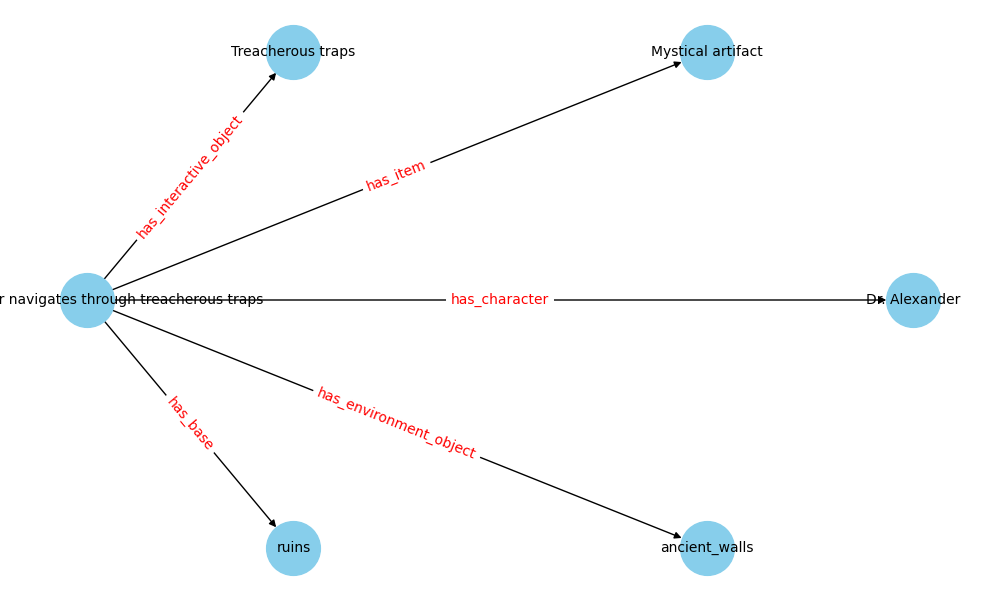 Treacherous traps
Mystical artifact
has_interactive_object
has_item
r navigates through treacherous traps
has_character
Dr. Alexander
has_environment_object
has_base
ruins
ancient_walls